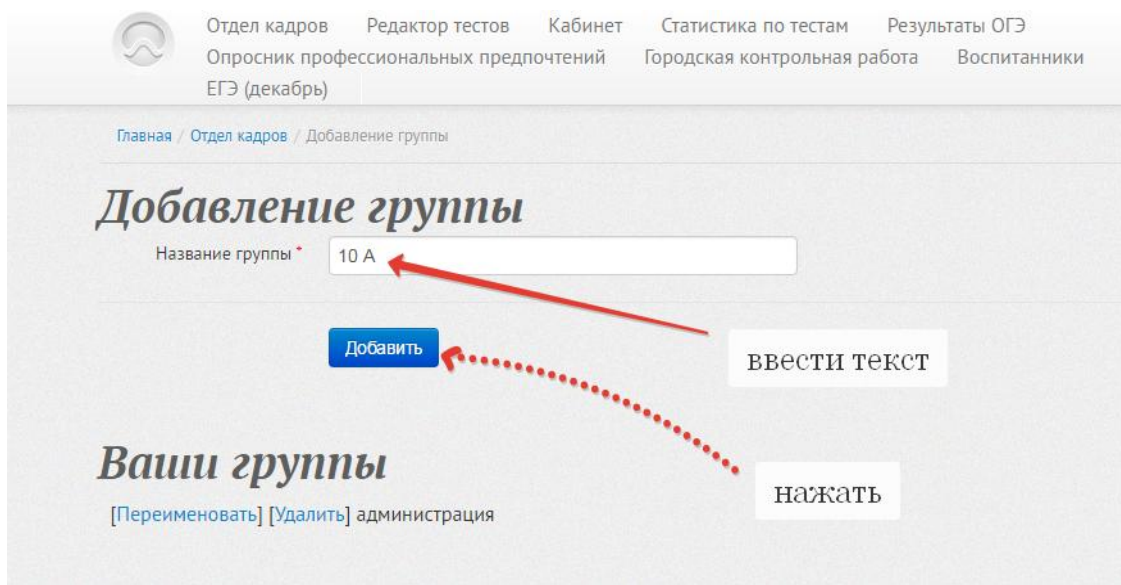 Отдел кадров Редактор тестов Кабинет Статистика по тестам Результаты ОГЭ
Опросник профессиональных предпочтений Городская контрольная работа Воспитанники
ЕГЭ (декабрь)
Главная / Отдел кадров / Добавление группы
Добавление группы
Название группы * 10 А
Добавить
ввести текст
Ваши группы
нажать
[Переименовать] [Удалить] администрация